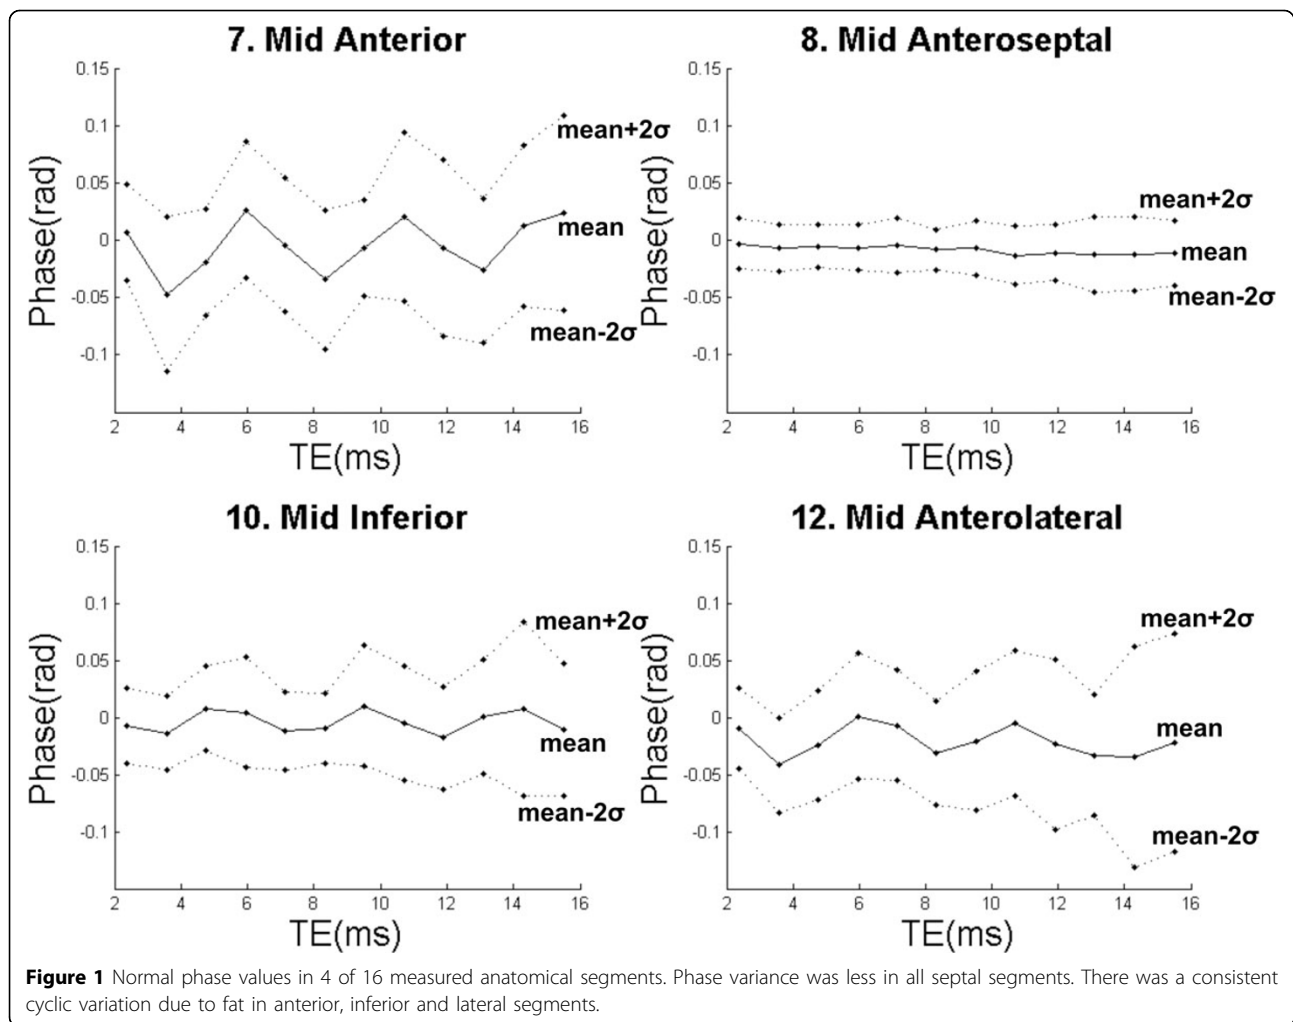 7. Mid Anterior
0.15
0.1
0.05
0
-0.05
-0.1
Phase(rad)
mean+2σ
mean
mean-2σ
2 4 6 8 10 12 14 16
TE(ms)
8. Mid Anteroseptal
0.15
0.1
0.05
0
-0.05
-0.1
Phase(rad)
mean+2σ
mean
mean-2σ
2 4 6 8 10 12 14 16
TE(ms)
10. Mid Inferior
0.15
0.1
0.05
0
-0.05
-0.1
Phase(rad)
mean+2σ
mean
mean-2σ
2 4 6 8 10 12 14 16
TE(ms)
12. Mid Anterolateral
0.15
0.1
0.05
0
-0.05
-0.1
Phase(rad)
mean+2σ
mean
mean-2σ
2 4 6 8 10 12 14 16
TE(ms)
Figure 1 Normal phase values in 4 of 16 measured anatomical segments. Phase variance was less in all septal segments. There was a consistent
cyclic variation due to fat in anterior, inferior and lateral segments.